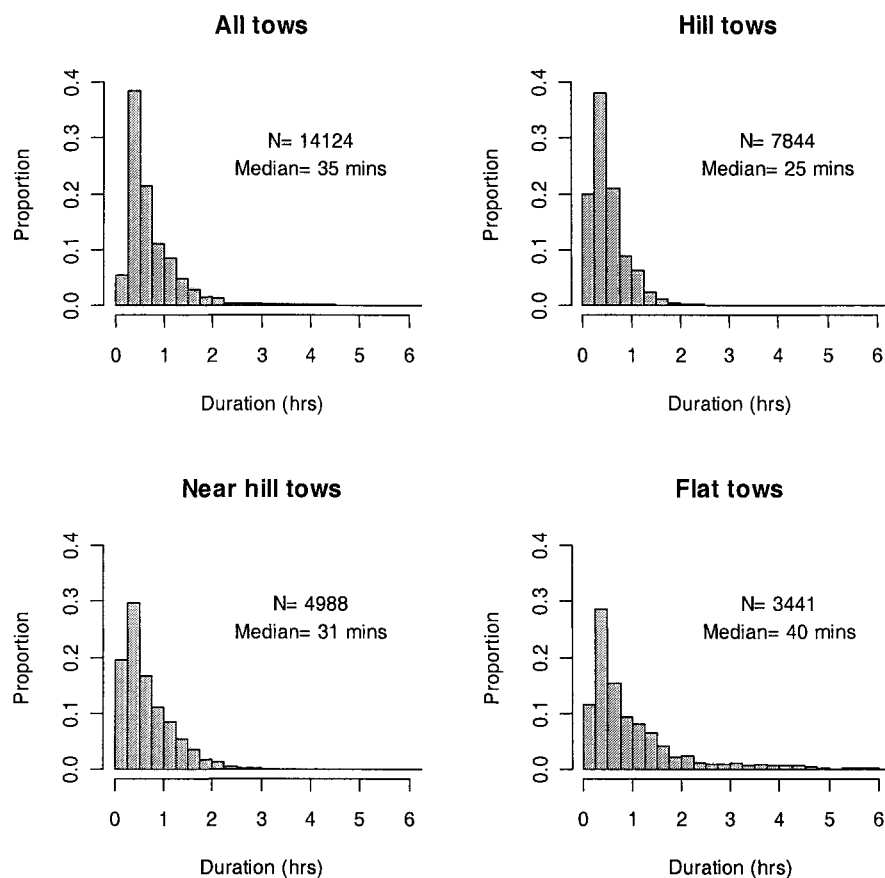 All tows
0.4
0.3
0.2
0.1
0.0
Proportion
N= 14124
Median= 35 mins
0 1 2 3 4 5 6
Duration (hrs)
Hill tows
0.4
0.3
0.2
0.1
0.0
Proportion
N= 7844
Median= 25 mins
0 1 2 3 4 5 6
Duration (hrs)
Near hill tows
0.4
0.3
0.2
0.1
0.0
Proportion
N= 4988
Median= 31 mins
0 1 2 3 4 5 6
Duration (hrs)
Flat tows
0.4
0.3
0.2
0.1
0.0
Proportion
N= 3441
Median= 40 mins
0 1 2 3 4 5 6
Duration (hrs)